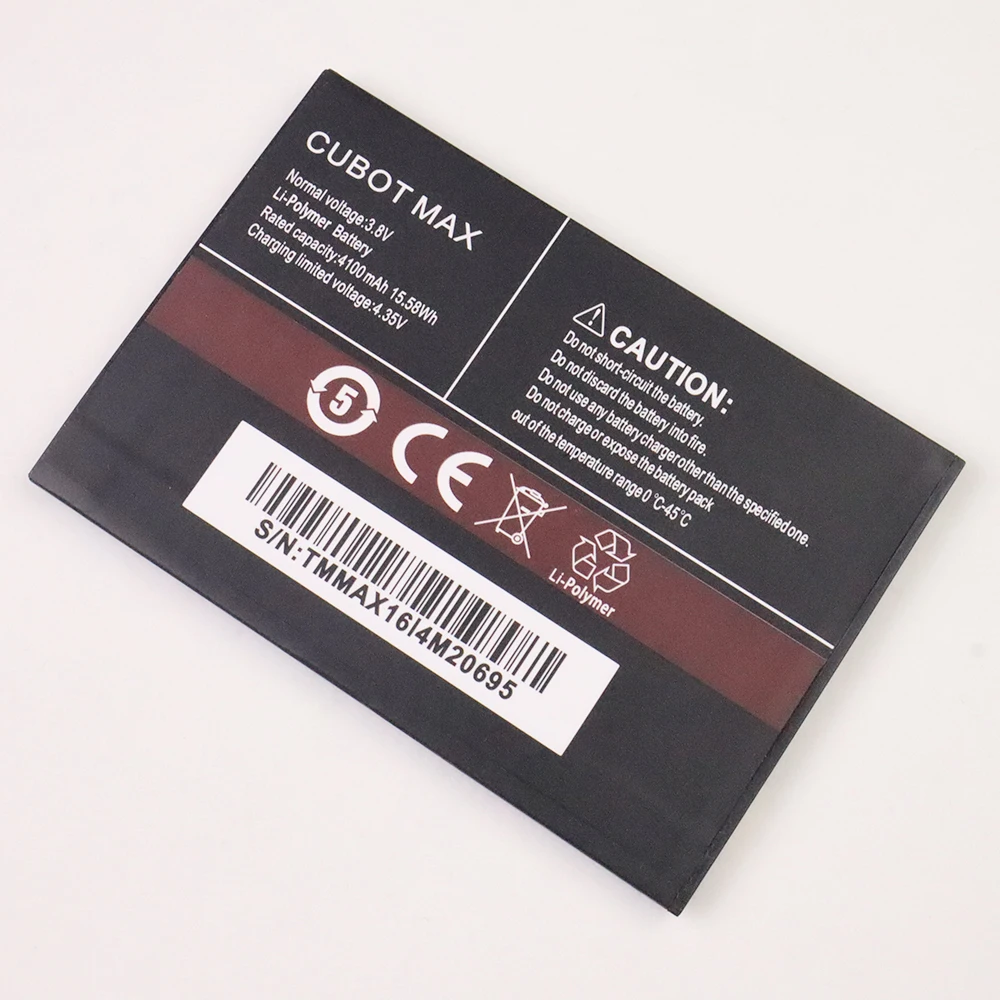 CUBOT MAX
Normal voltage:3.8V
Li-Polymer Battery
Rated capacity:4100mAh 15.58Wh
Charging limited voltage:4.35V
CAUTION:
Do not short-circuit the battery.
Do not discard the battery into fire.
Do not use any battery charger other than the specified one.
Do not charge or expose the battery pack
out of the temperature range 0 °C-45°C
5
CE
Li-Polymer
S/N:TMMAX16I4M20695